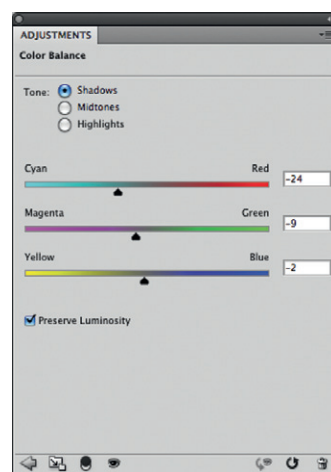 ADJUSTMENTS
Color Balance
Tone: Shadows
Midtones
Highlights
Cyan Red -24
Magenta Green -9
Yellow Blue -2
Preserve Luminosity